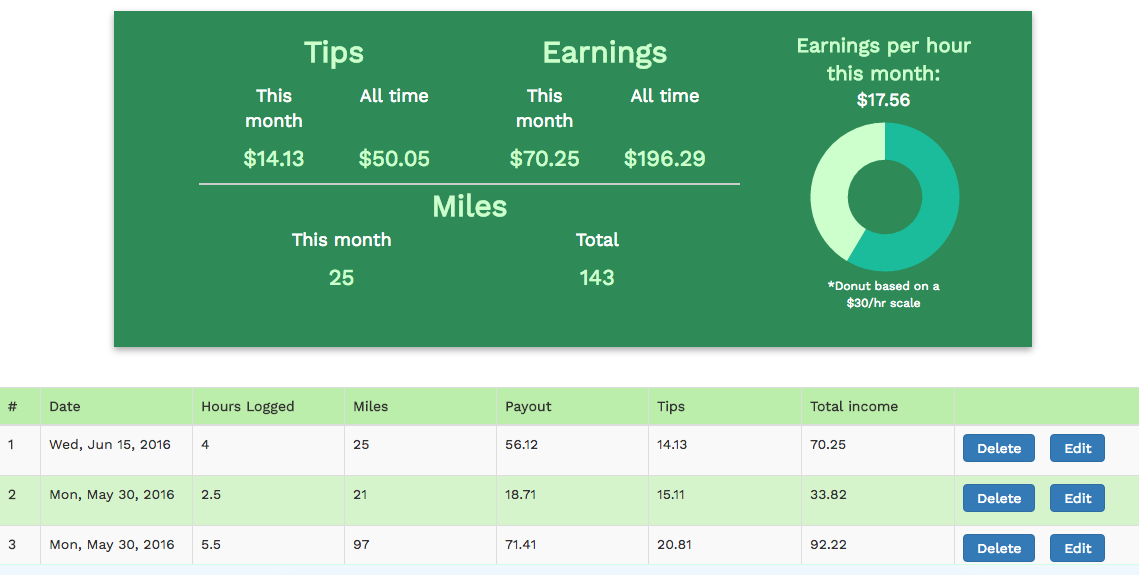 Tips
Earnings
This month
All time
This month
All time
$14.13
$50.05
$70.25
$196.29
Miles
This month
Total
25
143
Earnings per hour
this month:
$17.56
*Donut based on a
$30/hr scale
# Date Hours Logged Miles Payout Tips Total income
1 Wed, Jun 15, 2016 4 25 56.12 14.13 70.25 Delete Edit
2 Mon, May 30, 2016 2.5 21 18.71 15.11 33.82 Delete Edit
3 Mon, May 30, 2016 5.5 97 71.41 20.81 92.22 Delete Edit